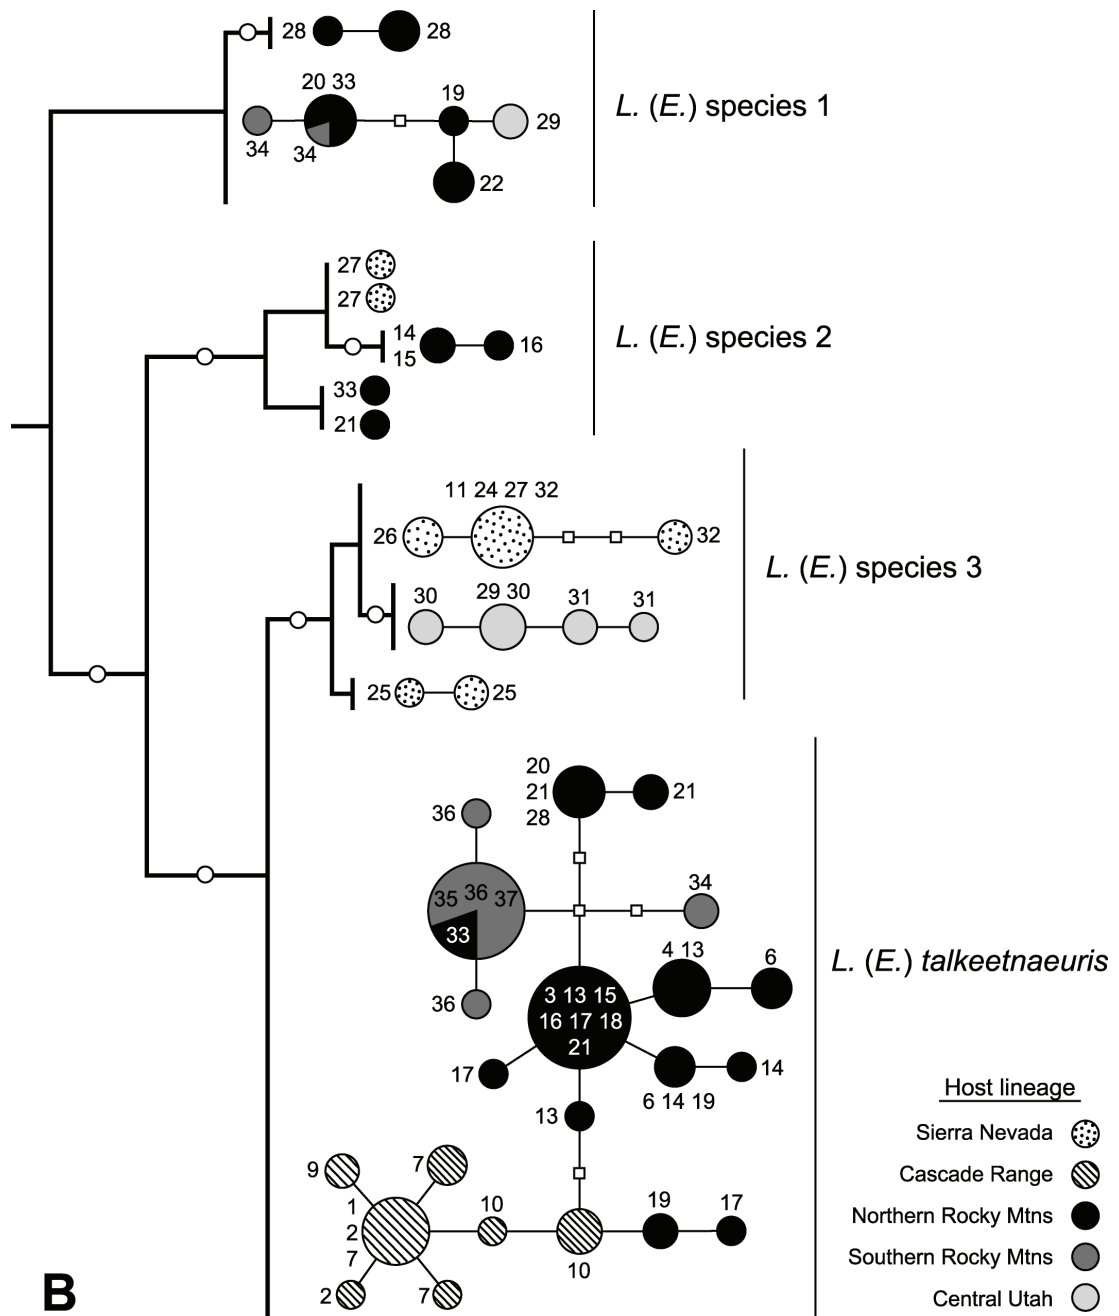 28 28
20 33
19
L. (E.) species 1
29
34
34
22
27
27
14
15
16
L. (E.) species 2
33
21
11 24 27 32
26
32
L. (E.) species 3
30
29 30
31
31
25
25
20
21
28
21
36
34
35 36 37
33
4 13
6
L. (E.) talkeetnaeuris
36
3 13 15
16 17 18
21
17
14
6 14 19
13
9
7
1
2
7
10
19
17
10
2
7
Host lineage
Sierra Nevada
Cascade Range
Northern Rocky Mtns
Southern Rocky Mtns
Central Utah
B